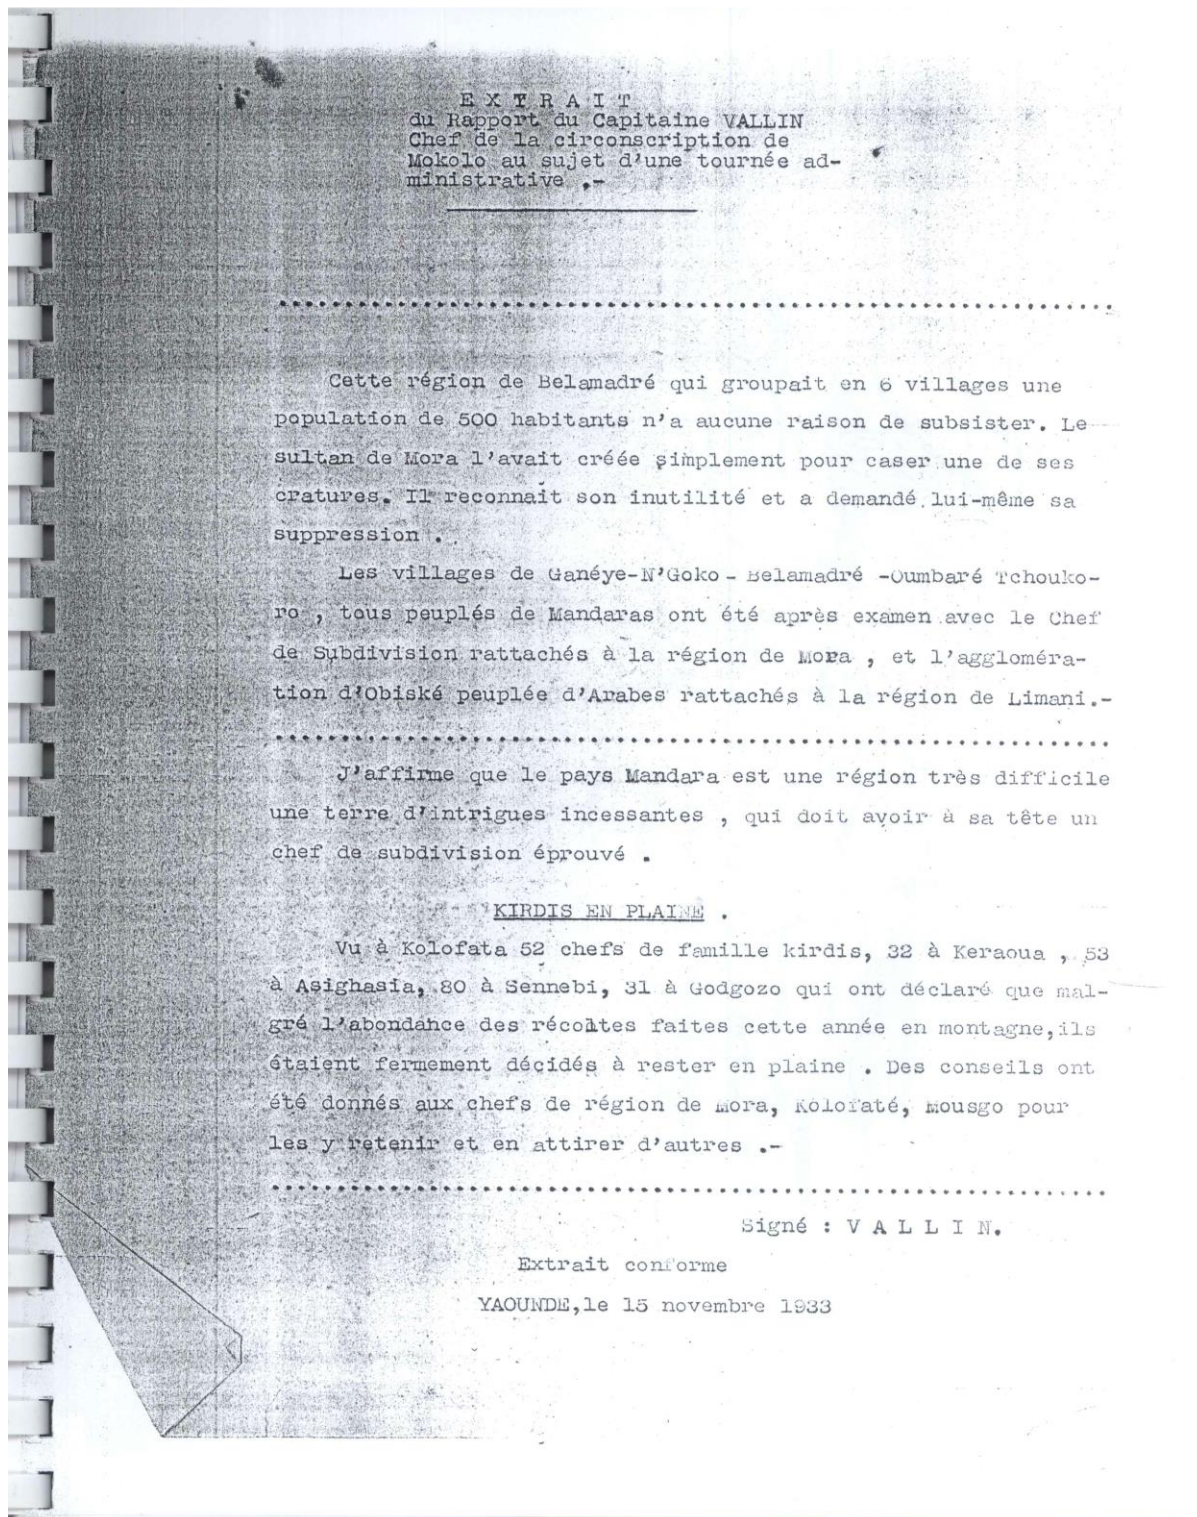 E X T R A I T
du Rapport du Capitaine VALLIN
Chef de la circonscription de
Mokolo au sujet d'une tournée ad-
ministrative .-
Cette région de Belamadré qui groupait en 6 villages une
population de 500 habitants n'a aucune raison de subsister. Le
sultan de Mora l'avait créée simplement pour caser une de ses
cratures. Il reconnait son inutilité et a demandé lui-même sa
suppression .
Les villages de Ganéye-N'Goko - Belamadré -Oumbaré Tchouko-
ro , tous peuplés de Mandaras ont été après examen avec le Chef
de Subdivision rattachés à la région de Mora , et l'aggloméra-
tion d'Obiské peuplée d'Arabes rattachés à la région de Limani.-
J'affirme que le pays Mandara est une région très difficile
une terre d'intrigues incessantes , qui doit avoir à sa tête un
chef de subdivision éprouvé .
KIRDIS EN PLAINE .
Vu à Kolofata 52 chefs de famille kirdis, 32 à Keraoua , 53
à Asighasia, 80 à Sennebi, 31 à Godgozo qui ont déclaré que mal-
gré l'abondance des récoltes faites cette année en montagne,ils
étaient fermement décidés à rester en plaine . Des conseils ont
été donnés aux chefs de région de Mora, Kolofaté, Mousgo pour
les y retenir et en attirer d'autres .-
Signé : V A L L I N.
Extrait conforme
YAOUNDE,le 15 novembre 1933